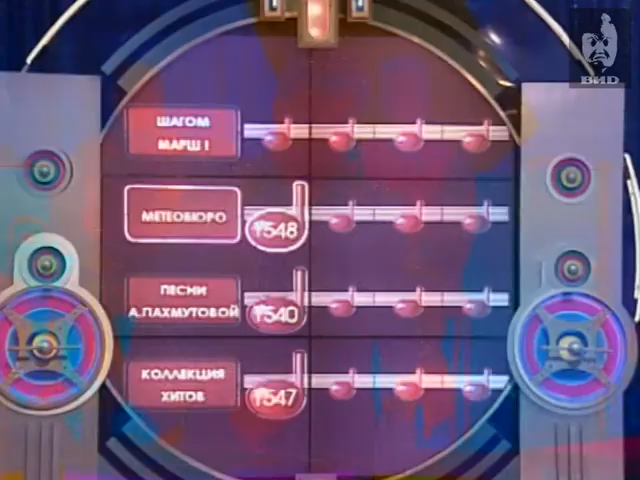 ВИD
ШАГОМ
МАРШ !
МЕТЕОБЮРО
1548
ПЕСНИ
А.ПАХМУТОВОЙ
1540
КОЛЛЕКЦИЯ
ХИТОВ
1547